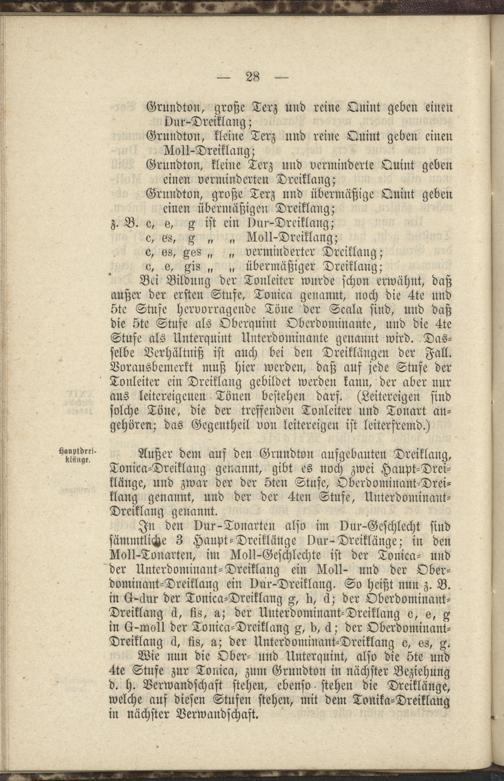 — 28 —
Grundton, große Terz und reine Quint geben einen
Dur-Dreiklang;
Grundton, kleine Terz und reine Quint geben einen
Moll-Dreiklang;
Grundton, kleine Terz und verminderte Quint geben
einen verminderten Dreiklang;
Grundton, große Terz und übermäßige Quint geben
einen übermäßigen Dreiklang;
z. B. c, e, g ist ein Dur-Dreiklang;
c, es, g „ „ Moll-Dreiklang;
c, es, ges „ „ verminderter Dreiklang;
c, e, gis „ „ übermäßiger Dreiklang;
Bei Bildung der Tonleiter wurde schon erwähnt, daß
außer der ersten Stufe, Tonica genannt, noch die 4te und
5te Stufe hervorragende Töne der Scala sind, und daß
die 5te Stufe als Oberquint Oberdominante, und die 4te
Stufe als Unterquint Unterdominante genannt wird. Das-
selbe Verhältniß ist auch bei den Dreiklängen der Fall.
Vorausbemerkt muß hier werden, daß auf jede Stufe der
Tonleiter ein Dreiklang gebildet werden kann, der aber nur
aus leitereigenen Tönen bestehen darf. (Leitereigen sind
solche Töne, die der treffenden Tonleiter und Tonart an-
gehören; das Gegentheil von leitereigen ist leiterfremd.)
Hauptdrei-
klänge.
Außer dem auf den Grundton aufgebauten Dreiklang,
Tonica-Dreiklang genannt, gibt es noch zwei Haupt-Drei-
klänge, und zwar der der 5ten Stufe, Oberdominant-Drei-
klang genannt, und der der 4ten Stufe, Unterdominant-
Dreiklang genannt.
In den Dur-Tonarten also im Dur-Geschlecht sind
sämmtliche 3 Haupt-Dreiklänge Dur-Dreiklänge; in den
Moll-Tonarten, im Moll-Geschlechte ist der Tonica- und
der Unterdominant-Dreiklang ein Moll- und der Ober-
dominant-Dreiklang ein Dur-Dreiklang. So heißt nun z. B.
in G-dur der Tonica-Dreiklang g, h, d; der Oberdominant-
Dreiklang d, fis, a; der Unterdominant-Dreiklang c, e, g
in G-moll der Tonica-Dreiklang g, b, d; der Oberdominant-
Dreiklang d, fis, a; der Unterdominant-Dreiklang c, es, g.
Wie nun die Ober- und Unterquint, also die 5te und
4te Stufe zur Tonica, zum Grundton in nächster Beziehung
d. h. Verwandschaft stehen, ebenso stehen die Dreiklänge,
welche auf diesen Stufen stehen, mit dem Tonika-Dreiklang
in nächster Verwandschaft.